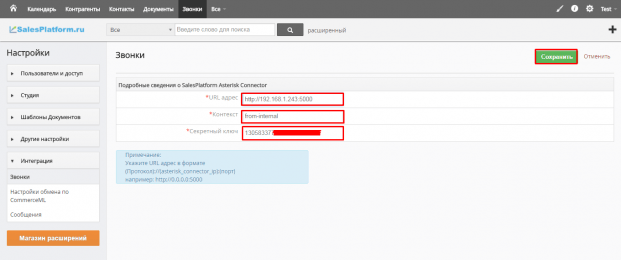 Календарь Контрагенты Контакты Документы Звонки Все Test
SalesPlatform.ru Все Введите слово для поиска расширенный
Настройки
Пользователи и доступ
Студия
Шаблоны Документов
Другие настройки
Интеграция
Звонки
Настройки обмена по
CommerceML
Сообщения
Магазин расширений
Звонки Сохранить Отменить
Подробные сведения о SalesPlatform Asterisk Connector
*URL адрес http://192.168.1.243:5000
*Контекст from-internal
*Секретный ключ 13058337
Примечание:
Укажите URL адрес в формате
(Протокол)://(asterisk_connector_ip):(порт)
например: http://0.0.0.0:5000